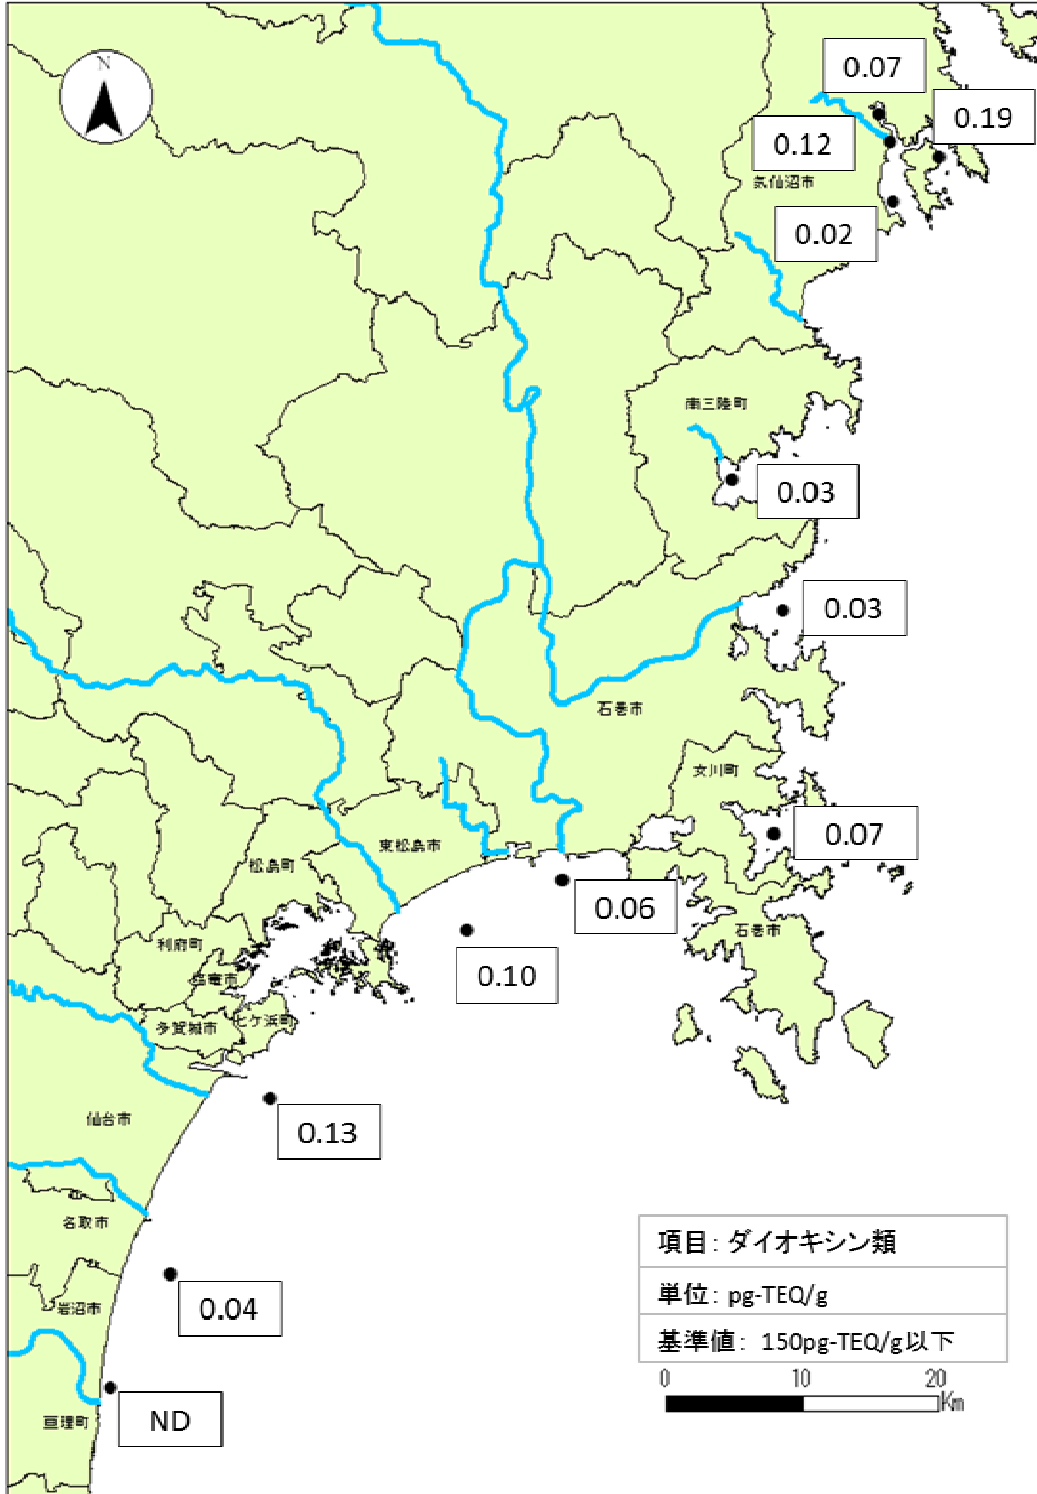 N
0.07
0.19
0.12
気仙沼市
0.02
南三陸町
0.03
0.03
石巻市
女川町
0.07
東松島市
松島町
0.06
石巻市
利府町
0.10
塩竈市
多賀城市
七ケ浜町
0.13
仙台市
名取市
項目：ダイオキシン類
単位：pg-TEQ/g
0.04
岩沼市
基準値： 150pg-TEQ/g以下
0 10 20
Km
ND
亘理町